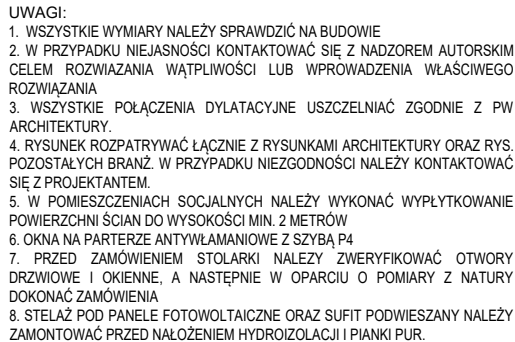 UWAGI:
1. WSZYSTKIE WYMIARY NALEŻY SPRAWDZIĆ NA BUDOWIE
2. W PRZYPADKU NIEJASNOŚCI KONTAKTOWAĆ SIĘ Z NADZOREM AUTORSKIM
CELEM ROZWIAZANIA WĄTPLIWOŚCI LUB WPROWADZENIA WŁAŚCIWEGO
ROZWIĄZANIA
3. WSZYSTKIE POŁĄCZENIA DYLATACYJNE USZCZELNIAĆ ZGODNIE Z PW
ARCHITEKTURY.
4. RYSUNEK ROZPATRYWAĆ ŁĄCZNIE Z RYSUNKAMI ARCHITEKTURY ORAZ RYS.
POZOSTAŁYCH BRANŻ. W PRZYPADKU NIEZGODNOŚCI NALEŻY KONTAKTOWAĆ
SIĘ Z PROJEKTANTEM.
5. W POMIESZCZENIACH SOCJALNYCH NALEŻY WYKONAĆ WYPŁYTKOWANIE
POWIERZCHNI ŚCIAN DO WYSOKOŚCI MIN. 2 METRÓW
6. OKNA NA PARTERZE ANTYWŁAMANIOWE Z SZYBĄ P4
7. PRZED ZAMÓWIENIEM STOLARKI NALEZY ZWERYFIKOWAĆ OTWORY
DRZWIOWE I OKIENNE, A NASTĘPNIE W OPARCIU O POMIARY Z NATURY
DOKONAĆ ZAMÓWIENIA
8. STELAŻ POD PANELE FOTOWOLTAICZNE ORAZ SUFIT PODWIESZANY NALEŻY
ZAMONTOWAĆ PRZED NAŁOŻENIEM HYDROIZOLACJI I PIANKI PUR.